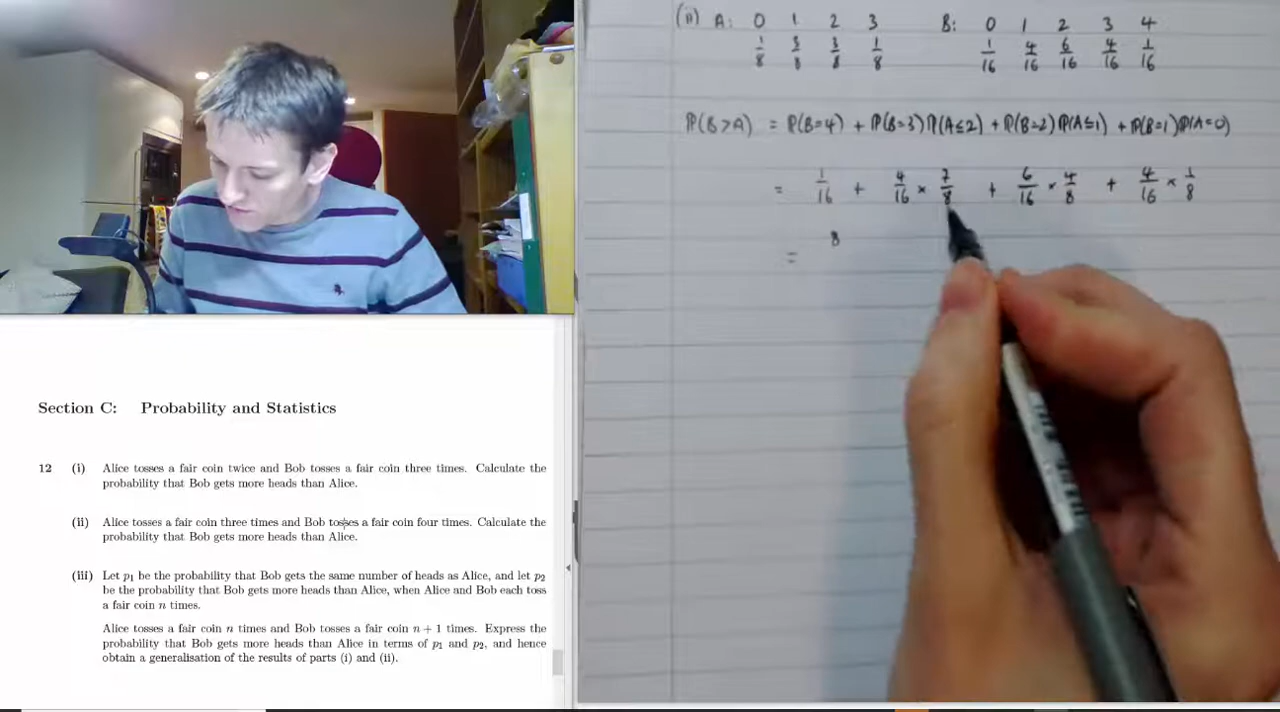 (ii) A: 0 1 2 3 B: 0 1 2 3 4
1/8 3/8 3/8 1/8 1/16 4/16 6/16 4/16 1/16
P(B>A) = P(B=4) + P(B=3)P(A≤2) + P(B=2)P(A≤1) + P(B=1)P(A=0)
= 1/16 + 4/16 × 7/8 + 6/16 × 4/8 + 4/16 × 1/8
= 8
Section C: Probability and Statistics
12 (i) Alice tosses a fair coin twice and Bob tosses a fair coin three times. Calculate the
probability that Bob gets more heads than Alice.
(ii) Alice tosses a fair coin three times and Bob tosses a fair coin four times. Calculate the
probability that Bob gets more heads than Alice.
(iii) Let p₁ be the probability that Bob gets the same number of heads as Alice, and let p₂
be the probability that Bob gets more heads than Alice, when Alice and Bob each toss
a fair coin n times.
Alice tosses a fair coin n times and Bob tosses a fair coin n + 1 times. Express the
probability that Bob gets more heads than Alice in terms of p₁ and p₂, and hence
obtain a generalisation of the results of parts (i) and (ii).